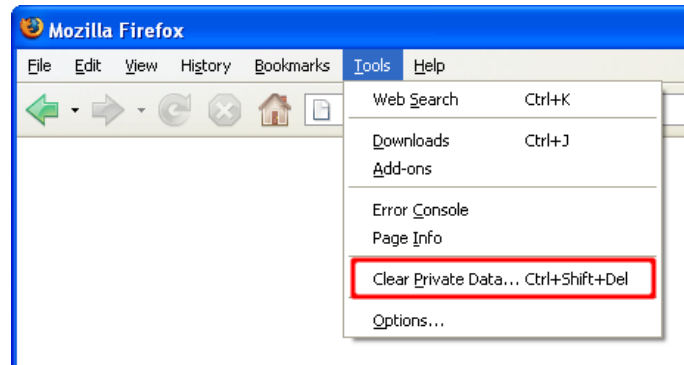 Mozilla Firefox
File Edit View History Bookmarks Tools Help
Web Search Ctrl+K
Downloads Ctrl+J
Add-ons
Error Console
Page Info
Clear Private Data... Ctrl+Shift+Del
Options...